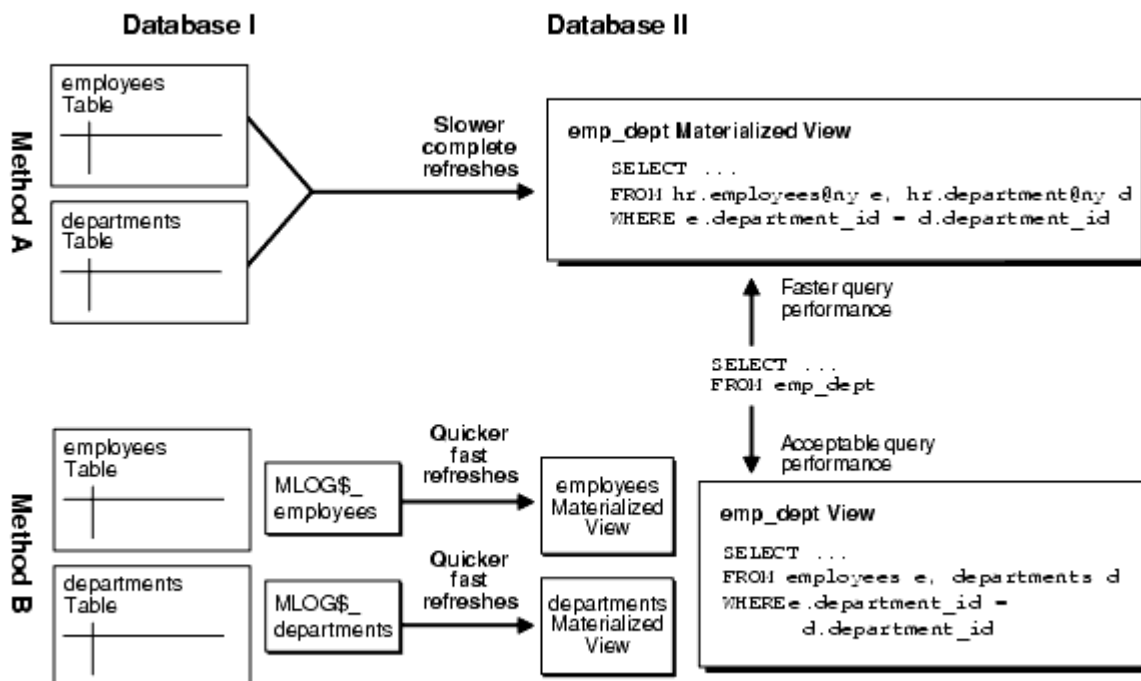 Database I
Database II
Method A
employees
Table
departments
Table
Slower
complete
refreshes
emp_dept Materialized View
SELECT ...
FROM hr.employees@ny e, hr.department@ny d
WHERE e.department_id = d.department_id
Faster query
performance
SELECT ...
FROM emp_dept
Acceptable query
performance
Method B
employees
Table
MLOG$_
employees
Quicker
fast
refreshes
employees
Materialized
View
departments
Table
MLOG$_
departments
Quicker
fast
refreshes
departments
Materialized
View
emp_dept View
SELECT ...
FROM employees e, departments d
WHERE e.department_id =
d.department_id